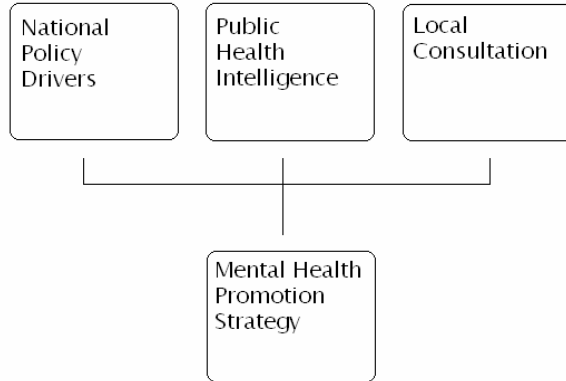 National
Policy
Drivers
Public
Health
Intelligence
Local
Consultation
Mental Health
Promotion
Strategy